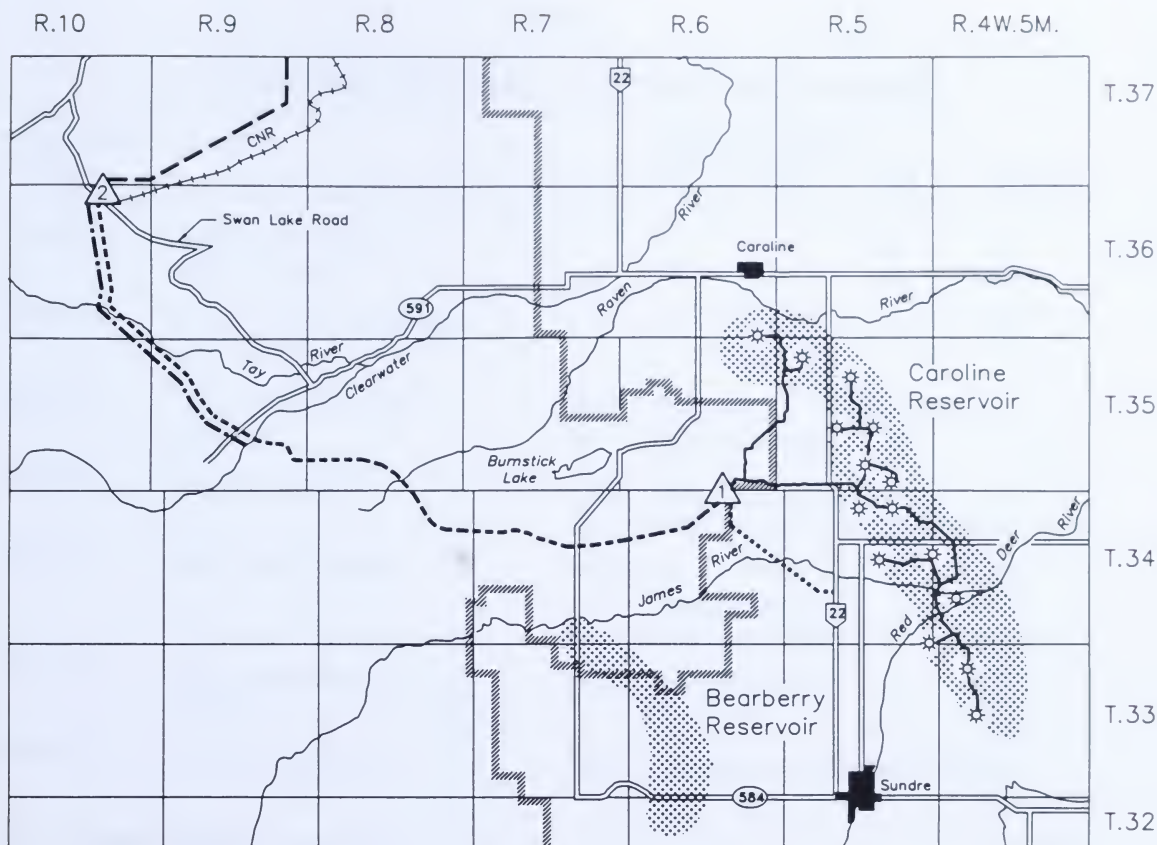 R.10 R.9 R.8 R.7 R.6 R.5 R.4W.5M.
22
T.37
CNR
2
River
Swan Lake Road
Caroline
T.36
591
Raven
River
River
Tay
Clearwater
Caroline
Reservoir
T.35
Burnstick
Lake
1
River
Deer
River
T.34
James
22
Red
Bearberry
Reservoir
T.33
584
Sundre
T.32